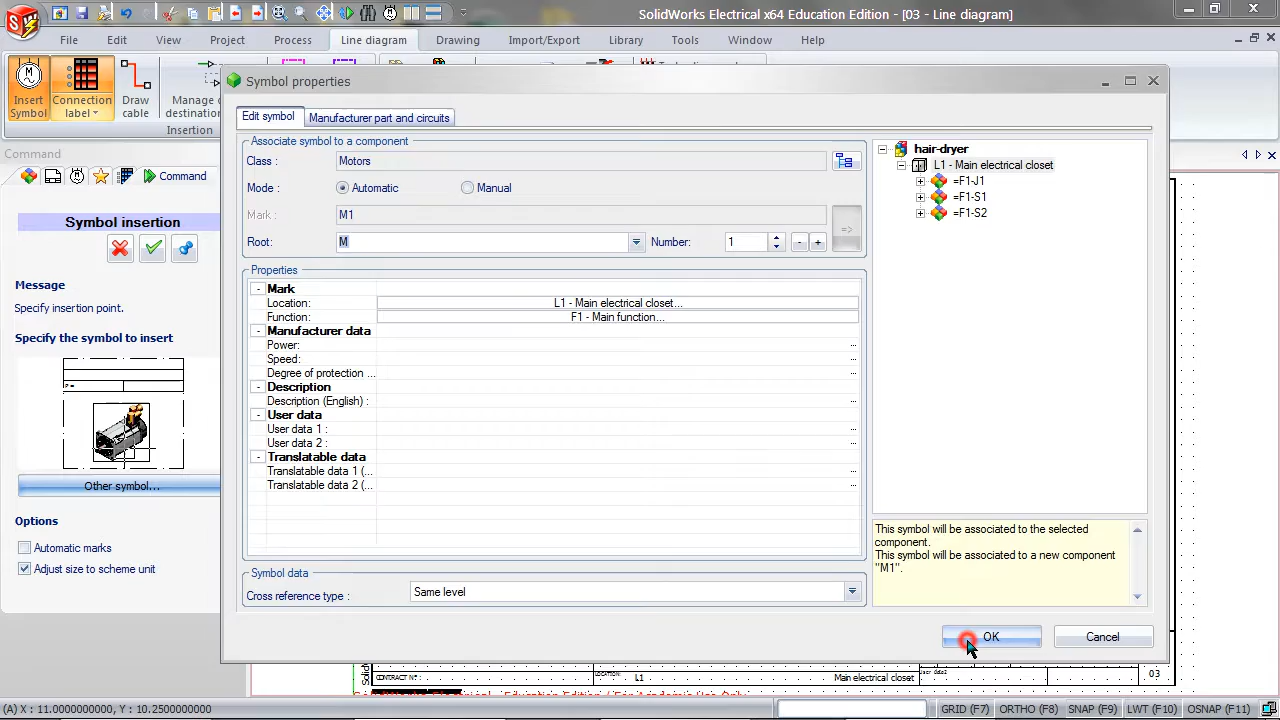 SolidWorks Electrical x64 Education Edition - [03 - Line diagram]
File Edit View Project Process Line diagram Drawing Import/Export Library Tools Window Help
Insert Symbol
Connection label
Draw cable
Manage
destination
Insertion
Symbol properties
Edit symbol
Manufacturer part and circuits
Associate symbol to a component
Class : Motors
Mode : Automatic Manual
Mark : M1
Root: M Number: 1 - +
=>
Properties
Mark
Location: L1 - Main electrical closet...
Function: F1 - Main function...
Manufacturer data
Power: ...
Speed: ...
Degree of protection ... ...
Description
Description (English) : ...
User data
User data 1 : ...
User data 2 : ...
Translatable data
Translatable data 1 (... ...
Translatable data 2 (... ...
Symbol data
Cross reference type : Same level
hair-dryer
L1 - Main electrical closet
=F1-J1
=F1-S1
=F1-S2
This symbol will be associated to the selected
component.
This symbol will be associated to a new component
"M1".
OK Cancel
Command
Command
Symbol insertion
Message
Specify insertion point.
Specify the symbol to insert
Other symbol...
Options
Automatic marks
Adjust size to scheme unit
CONTRACT N°: LOCATION: L1 Main electrical closet 03
(A) X : 11.0000000000, Y : 10.2500000000
GRID (F7) ORTHO (F8) SNAP (F9) LWT (F10) OSNAP (F11)